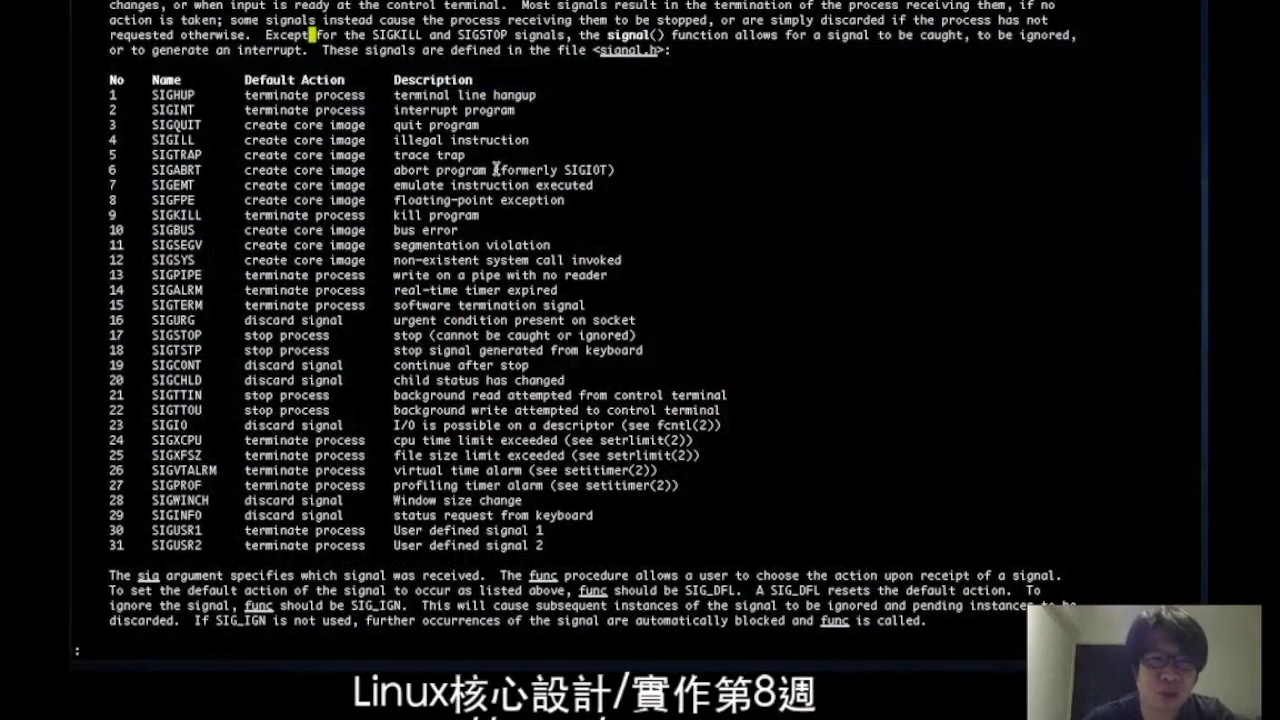 changes, or when input is ready at the control terminal.  Most signals result in the termination of the process receiving them, if no
action is taken; some signals instead cause the process receiving them to be stopped, or are simply discarded if the process has not
requested otherwise.  Except for the SIGKILL and SIGSTOP signals, the signal() function allows for a signal to be caught, to be ignored,
or to generate an interrupt.  These signals are defined in the file <signal.h>:
No Name Default Action Description
1 SIGHUP terminate process terminal line hangup
2 SIGINT terminate process interrupt program
3 SIGQUIT create core image quit program
4 SIGILL create core image illegal instruction
5 SIGTRAP create core image trace trap
6 SIGABRT create core image abort program (formerly SIGIOT)
7 SIGEMT create core image emulate instruction executed
8 SIGFPE create core image floating-point exception
9 SIGKILL terminate process kill program
10 SIGBUS create core image bus error
11 SIGSEGV create core image segmentation violation
12 SIGSYS create core image non-existent system call invoked
13 SIGPIPE terminate process write on a pipe with no reader
14 SIGALRM terminate process real-time timer expired
15 SIGTERM terminate process software termination signal
16 SIGURG discard signal urgent condition present on socket
17 SIGSTOP stop process stop (cannot be caught or ignored)
18 SIGTSTP stop process stop signal generated from keyboard
19 SIGCONT discard signal continue after stop
20 SIGCHLD discard signal child status has changed
21 SIGTTIN stop process background read attempted from control terminal
22 SIGTTOU stop process background write attempted to control terminal
23 SIGIO discard signal I/O is possible on a descriptor (see fcntl(2))
24 SIGXCPU terminate process cpu time limit exceeded (see setrlimit(2))
25 SIGXFSZ terminate process file size limit exceeded (see setrlimit(2))
26 SIGVTALRM terminate process virtual time alarm (see setitimer(2))
27 SIGPROF terminate process profiling timer alarm (see setitimer(2))
28 SIGWINCH discard signal Window size change
29 SIGINFO discard signal status request from keyboard
30 SIGUSR1 terminate process User defined signal 1
31 SIGUSR2 terminate process User defined signal 2
The sig argument specifies which signal was received.  The func procedure allows a user to choose the action upon receipt of a signal.
To set the default action of the signal to occur as listed above, func should be SIG_DFL.  A SIG_DFL resets the default action.  To
ignore the signal, func should be SIG_IGN.  This will cause subsequent instances of the signal to be ignored and pending instances to be
discarded.  If SIG_IGN is not used, further occurrences of the signal are automatically blocked and func is called.
:
Linux核心設計/實作第8週